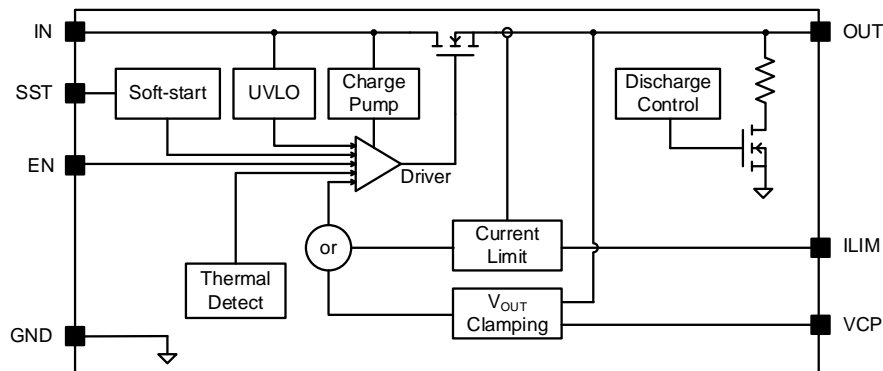 IN
OUT
SST
Soft-start
UVLO
Charge
Pump
Discharge
Control
EN
Driver
or
Current
Limit
ILIM
Thermal
Detect
VOUT
Clamping
GND
VCP